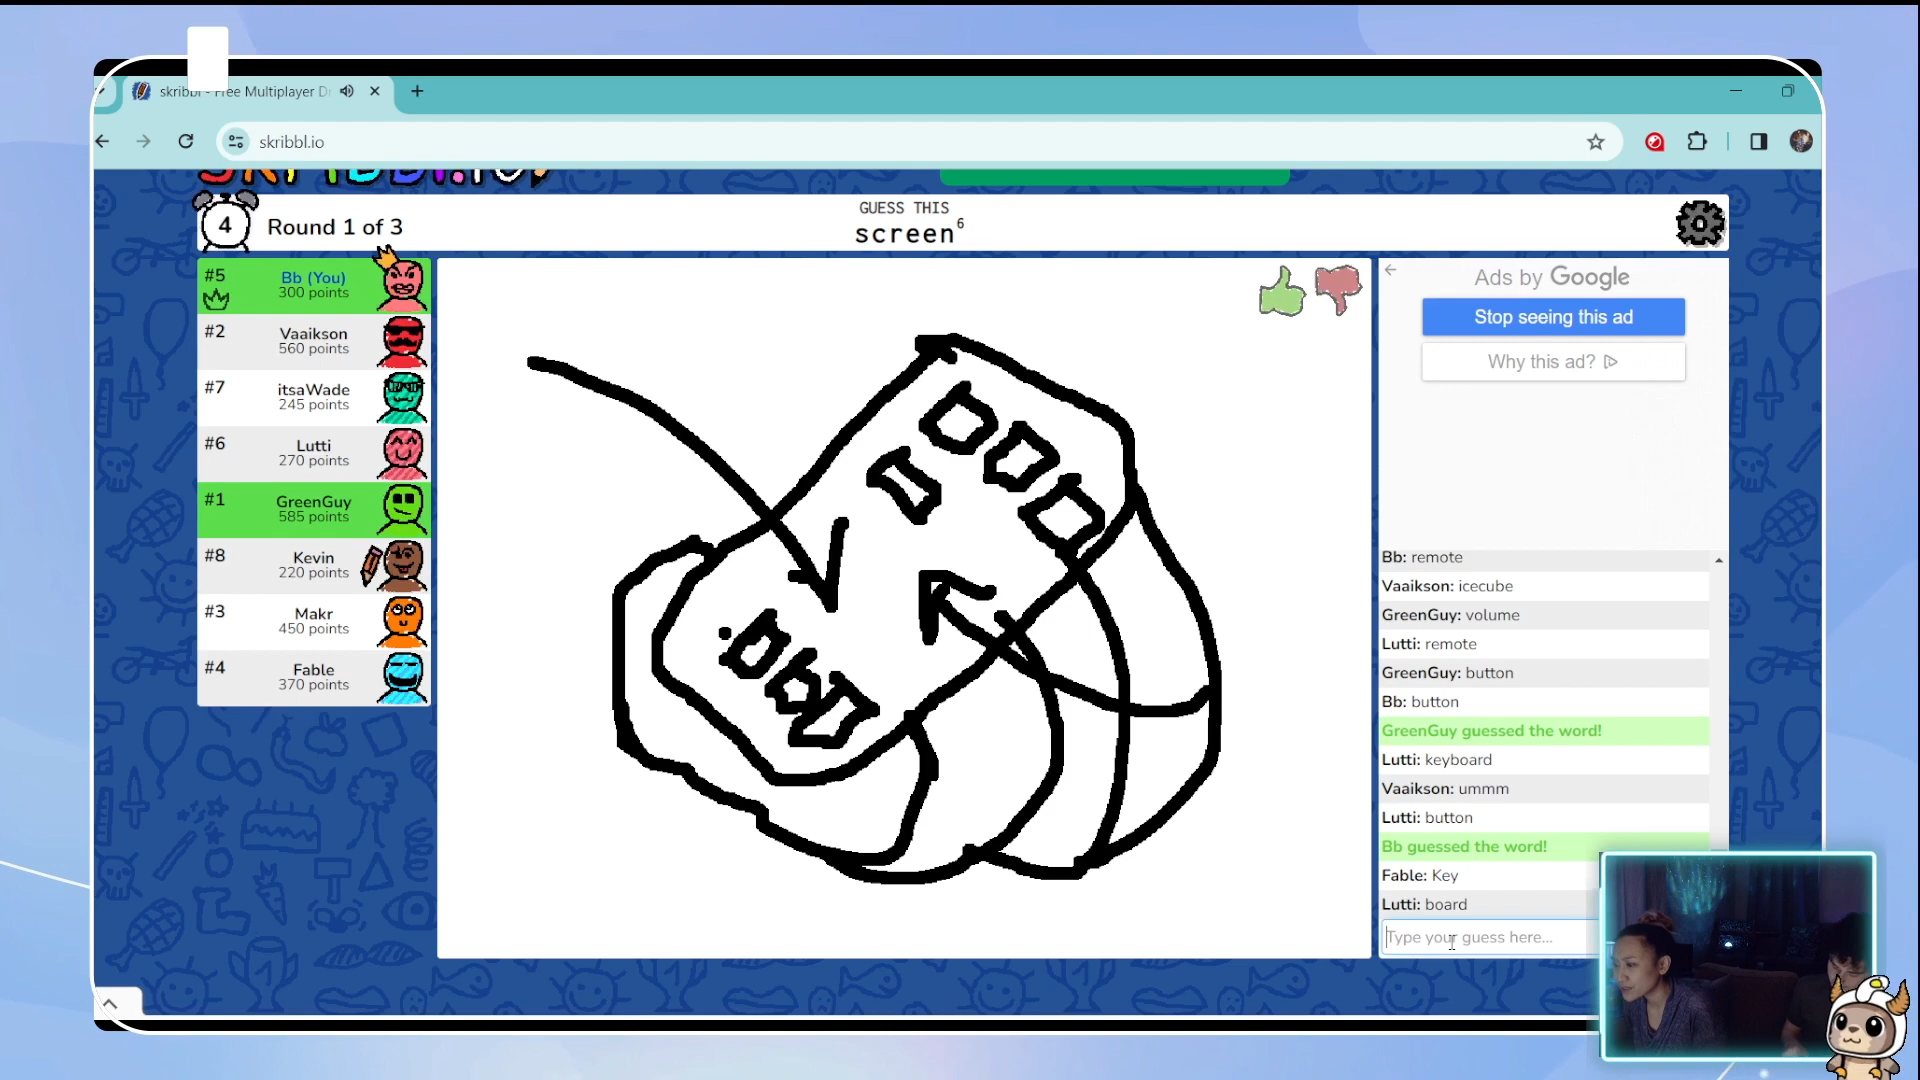 skribbl - Free Multiplayer Dr
skribbl.io
4
Round 1 of 3
GUESS THIS
screen 6
#5
Bb (You)
300 points
#2
Vaaikson
560 points
#7
itsaWade
245 points
#6
Lutti
270 points
#1
GreenGuy
585 points
#8
Kevin
220 points
#3
Makr
450 points
#4
Fable
370 points
Ads by Google
Stop seeing this ad
Why this ad?
Bb: remote
Vaaikson: icecube
GreenGuy: volume
Lutti: remote
GreenGuy: button
Bb: button
GreenGuy guessed the word!
Lutti: keyboard
Vaaikson: ummm
Lutti: button
Bb guessed the word!
Fable: Key
Lutti: board
Type your guess here...